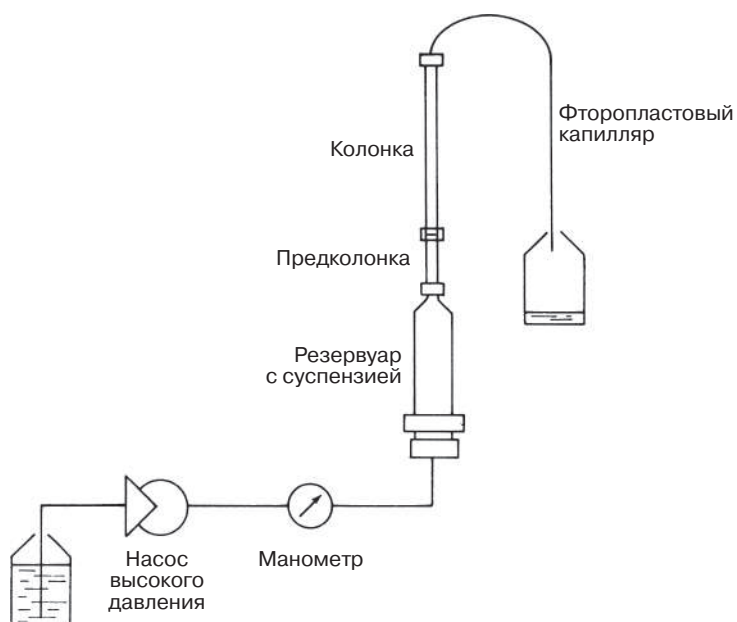 Фторопластовый
капилляр
Колонка
Предколонка
Резервуар
с суспензией
Насос
высокого
давления
Манометр